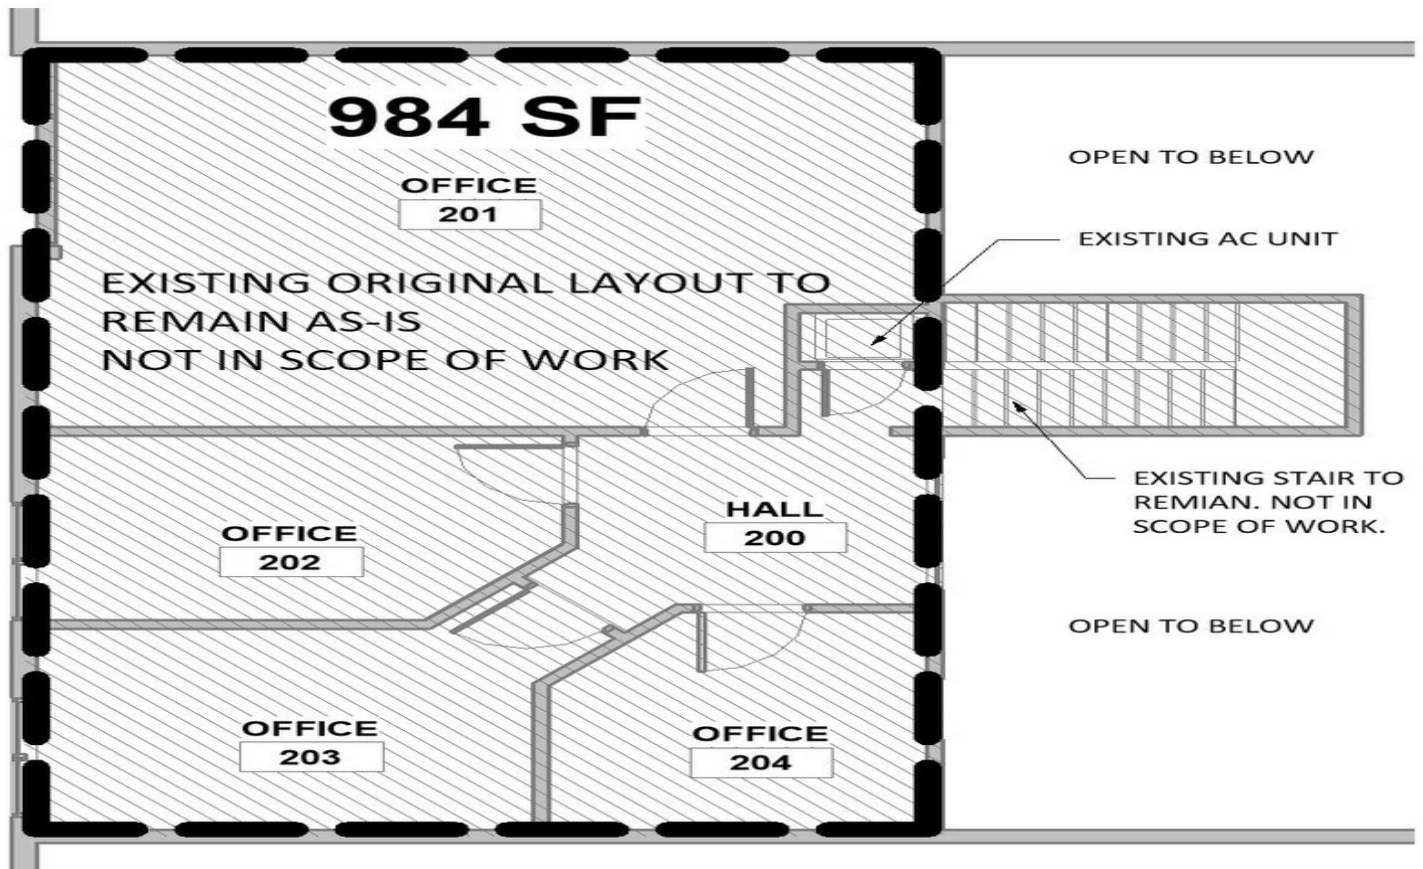 984 SF
OFFICE
201
OPEN TO BELOW
EXISTING AC UNIT
EXISTING ORIGINAL LAYOUT TO
REMAIN AS-IS
NOT IN SCOPE OF WORK
EXISTING STAIR TO
REMIAN. NOT IN
SCOPE OF WORK.
HALL
200
OFFICE
202
OPEN TO BELOW
OFFICE
203
OFFICE
204